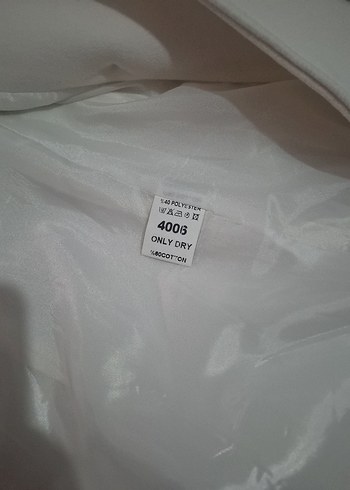 %40 POLYESTER
4006
ONLY DRY
%60COTTON